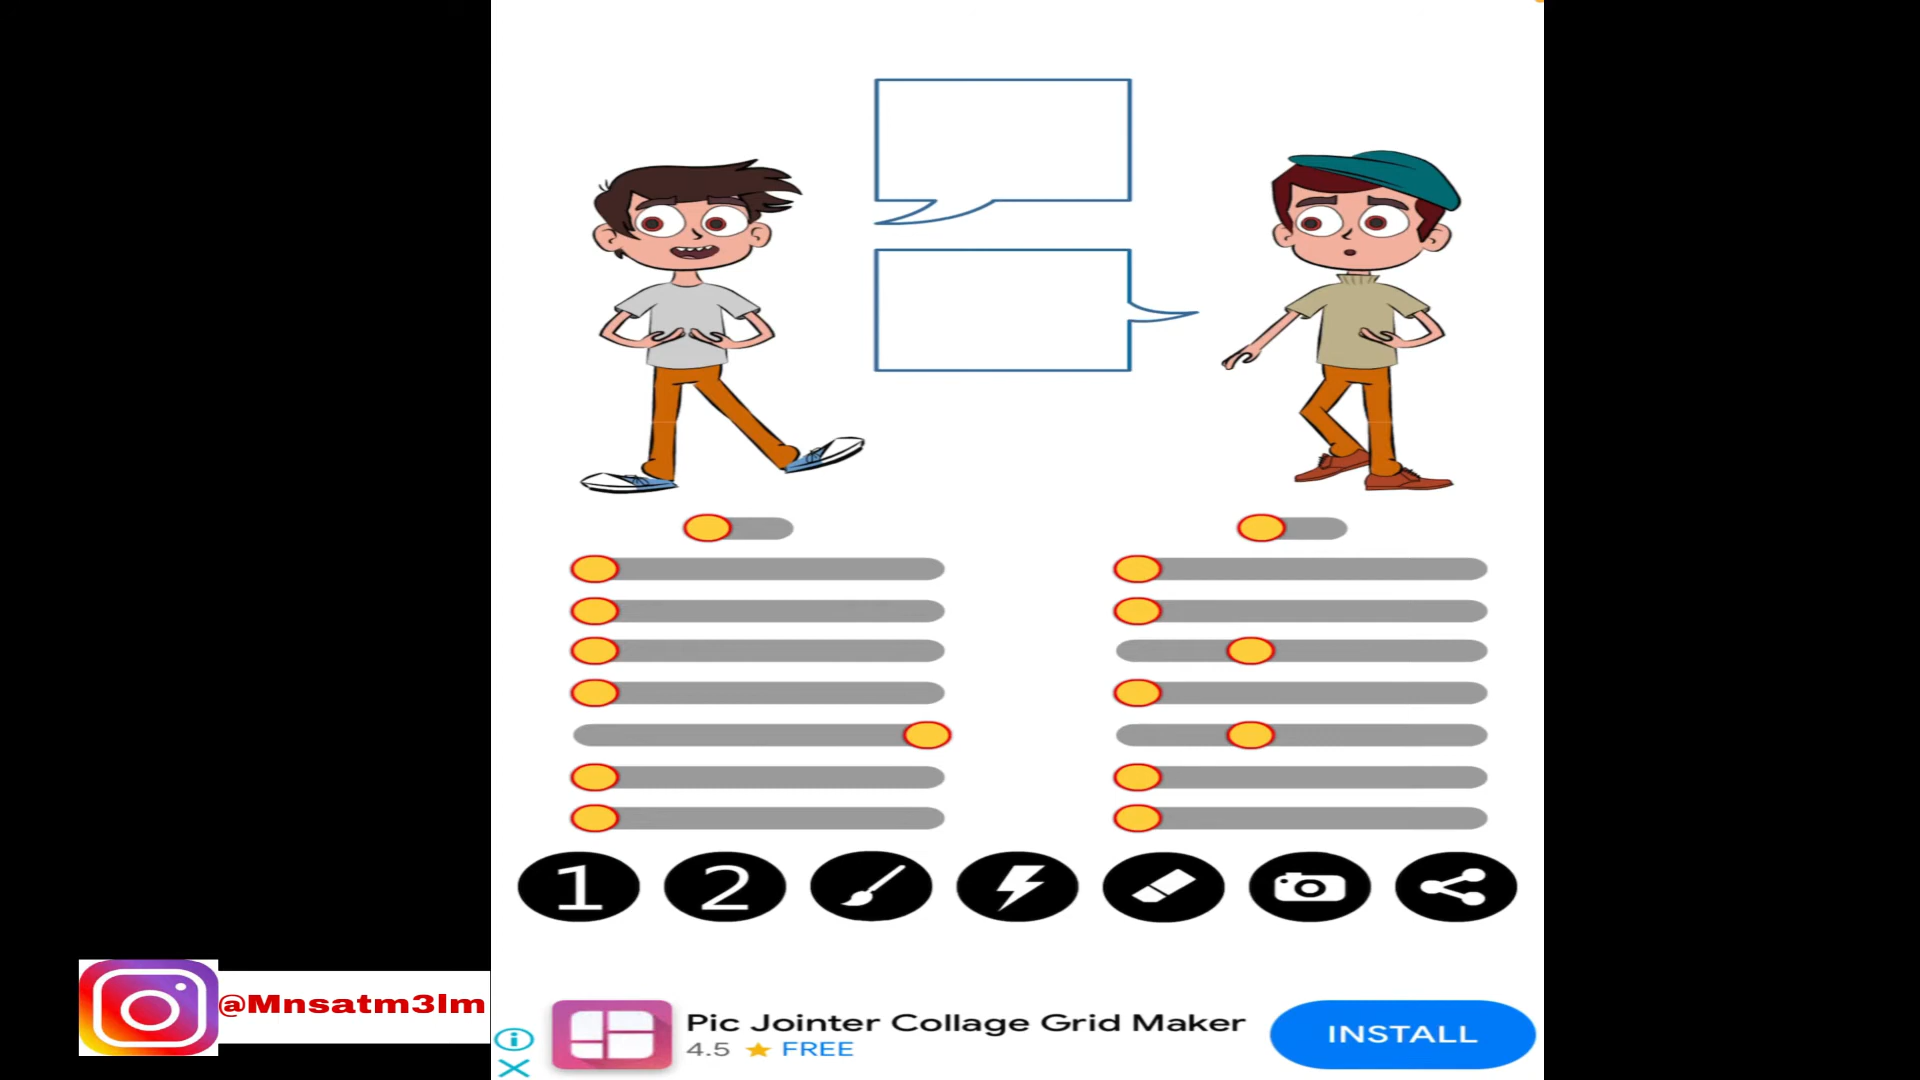 1
2
@Mnsatm3lm
Pic Jointer Collage Grid Maker
4.5 ★ FREE
INSTALL